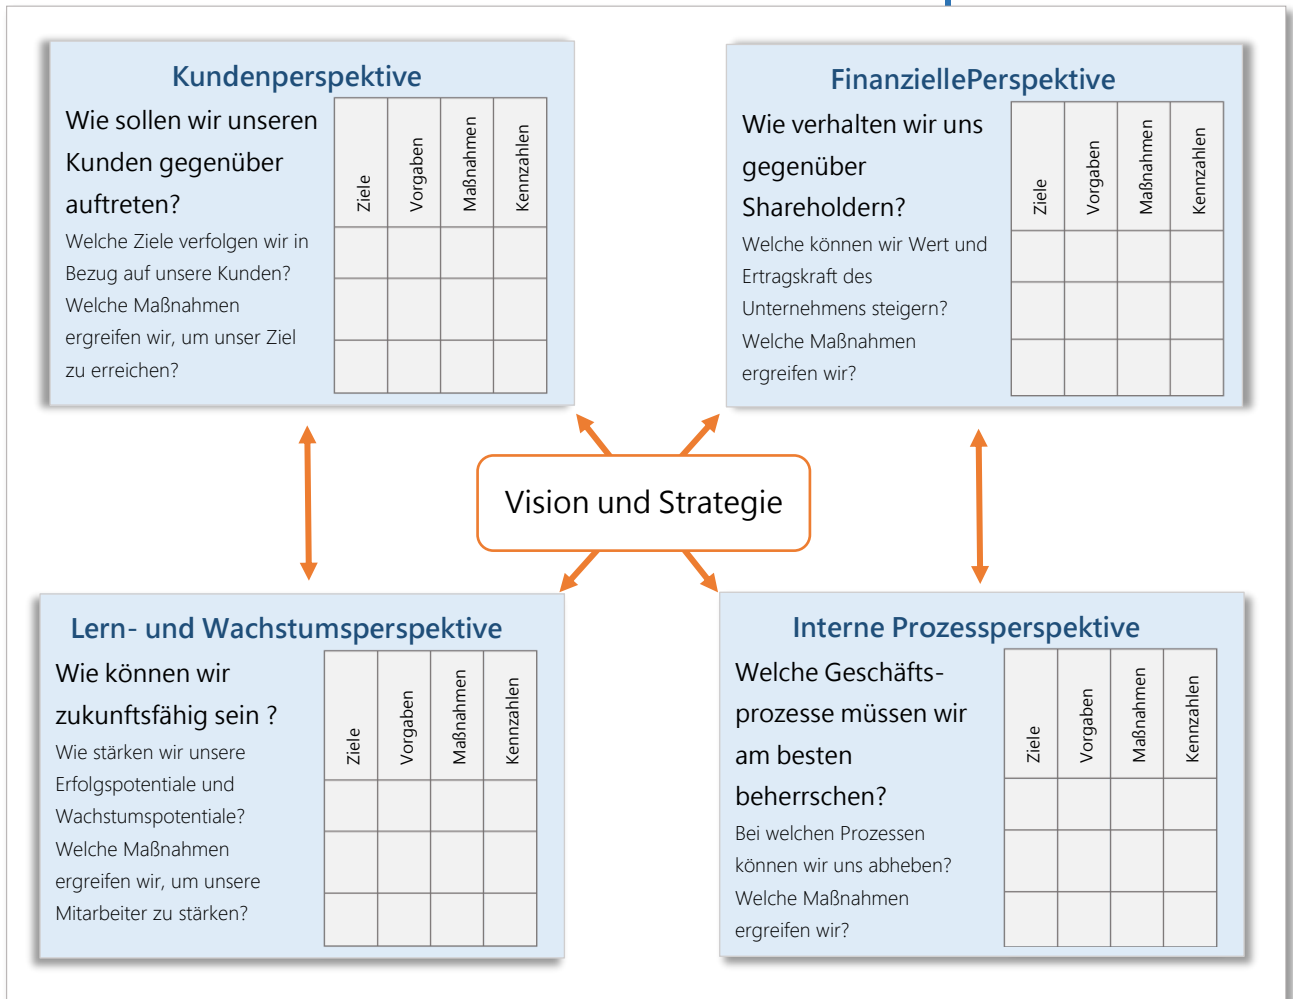 Kundenperspektive
Wie sollen wir unseren
Kunden gegenüber
auftreten?
Welche Ziele verfolgen wir in
Bezug auf unsere Kunden?
Welche Maßnahmen
ergreifen wir, um unser Ziel
zu erreichen?
Ziele
Vorgaben
Maßnahmen
Kennzahlen
FinanziellePerspektive
Wie verhalten wir uns
gegenüber
Shareholdern?
Welche können wir Wert und
Ertragskraft des
Unternehmens steigern?
Welche Maßnahmen
ergreifen wir?
Ziele
Vorgaben
Maßnahmen
Kennzahlen
Vision und Strategie
Lern- und Wachstumsperspektive
Wie können wir
zukunftsfähig sein ?
Wie stärken wir unsere
Erfolgspotentiale und
Wachstumspotentiale?
Welche Maßnahmen
ergreifen wir, um unsere
Mitarbeiter zu stärken?
Ziele
Vorgaben
Maßnahmen
Kennzahlen
Interne Prozessperspektive
Welche Geschäfts-
prozesse müssen wir
am besten
beherrschen?
Bei welchen Prozessen
können wir uns abheben?
Welche Maßnahmen
ergreifen wir?
Ziele
Vorgaben
Maßnahmen
Kennzahlen